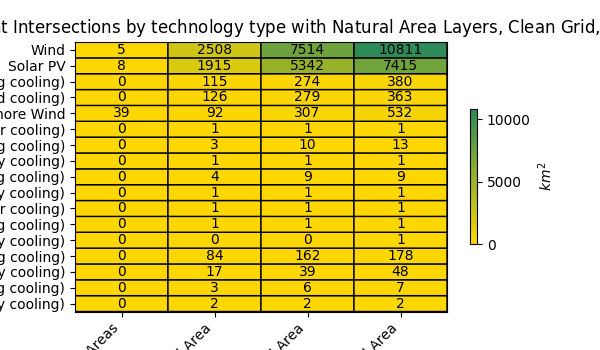 t Intersections by technology type with Natural Area Layers, Clean Grid,
Wind 5 2508 7514 10811
Solar PV 8 1915 5342 7415
g cooling) 0 115 274 380
d cooling) 0 126 279 363
ore Wind 39 92 307 532
r cooling) 0 1 1 1
g cooling) 0 3 10 13
y cooling) 0 1 1 1
g cooling) 0 4 9 9
y cooling) 0 1 1 1
r cooling) 0 1 1 1
g cooling) 0 1 1 1
y cooling) 0 0 0 1
g cooling) 0 84 162 178
y cooling) 0 17 39 48
g cooling) 0 3 6 7
y cooling) 0 2 2 2
Areas
Area
Area
Area
10000
5000
0
km²